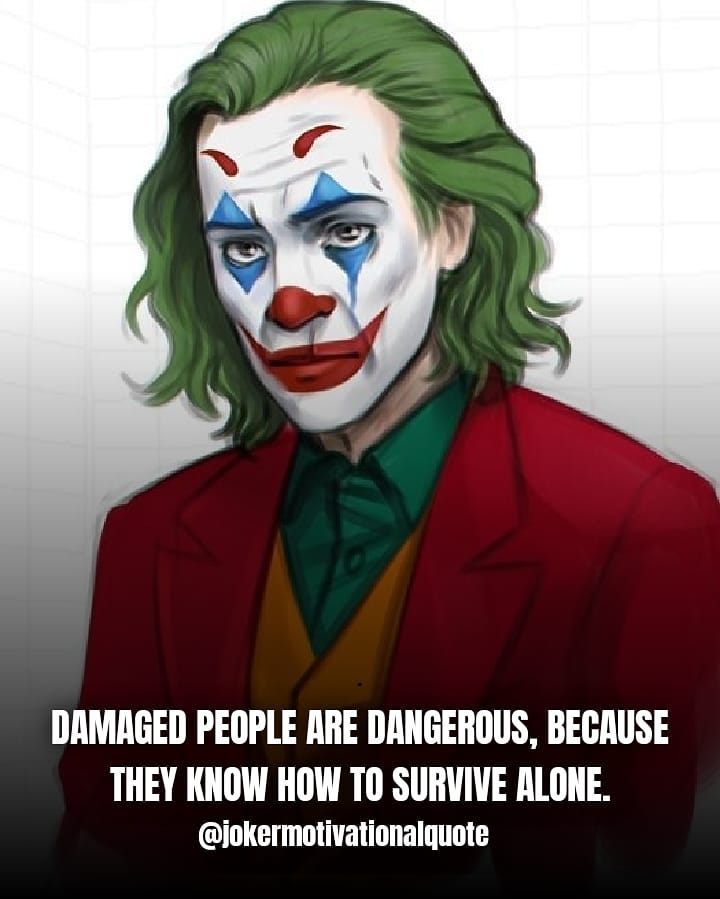 DAMAGED PEOPLE ARE DANGEROUS, BECAUSE
THEY KNOW HOW TO SURVIVE ALONE.
@jokermotivationalquote